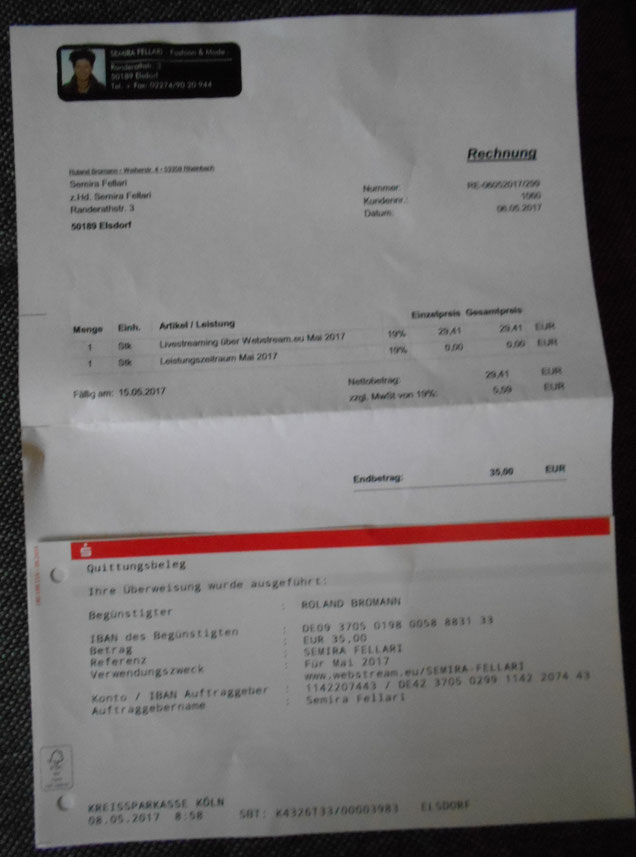 SEMIRA FELLARI - Fashion & Mode -
Randerathstr. 3
50189 Elsdorf
Tel. + Fax: 02274/90 20 944
Rechnung
Semira Fellari
z.Hd. Semira Fellari
Randerathstr. 3
50189 Elsdorf
Nummer: RE-06052017/299
Kundennr.: 1060
Datum: 06.05.2017
Menge Einh. Artikel / Leistung Einzelpreis Gesamtpreis
1 Stk Livestreaming über Webstream.eu Mai 2017 19% 29,41 29,41 EUR
1 Stk Leistungszeitraum Mai 2017 19% 0,00 0,00 EUR
Fällig am: 15.05.2017
Nettobetrag: 29,41 EUR
zzgl. MwSt von 19%: 5,59 EUR
Endbetrag: 35,00 EUR
Quittungsbeleg
Ihre Überweisung wurde ausgeführt:
Begünstigter : ROLAND BROMANN
IBAN des Begünstigten : DE09 3705 0198 0058 8831 33
Betrag : EUR 35,00
Referenz : SEMIRA FELLARI
Verwendungszweck : Für Mai 2017
www.webstream.eu/SEMIRA-FELLARI
Konto / IBAN Auftraggeber : 1142207443 / DE42 3705 0299 1142 2074 43
Auftraggebername : Semira Fellari
KREISSPARKASSE KÖLN
08.05.2017 8:58 SBT: K4326133/00003983 ELSDORF